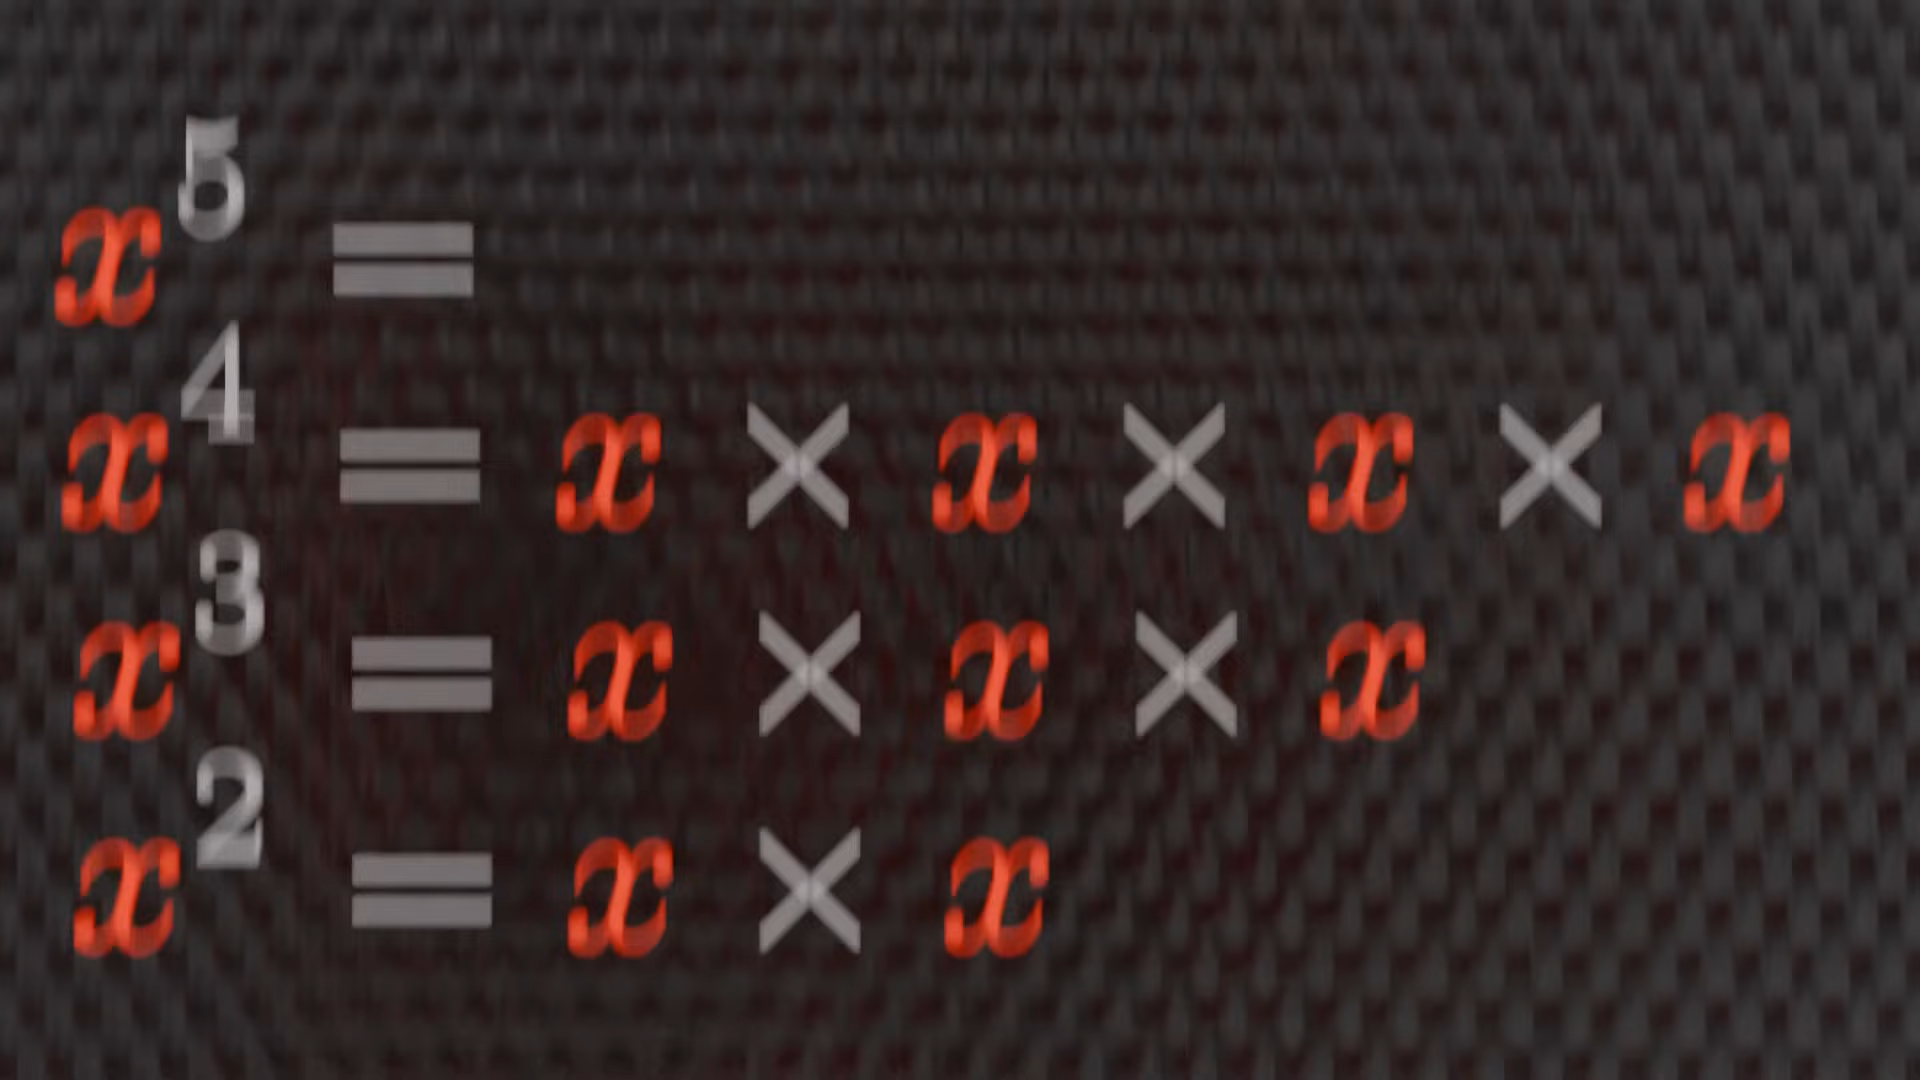 x⁵ =
x⁴ = x × x × x × x
x³ = x × x × x
x² = x × x